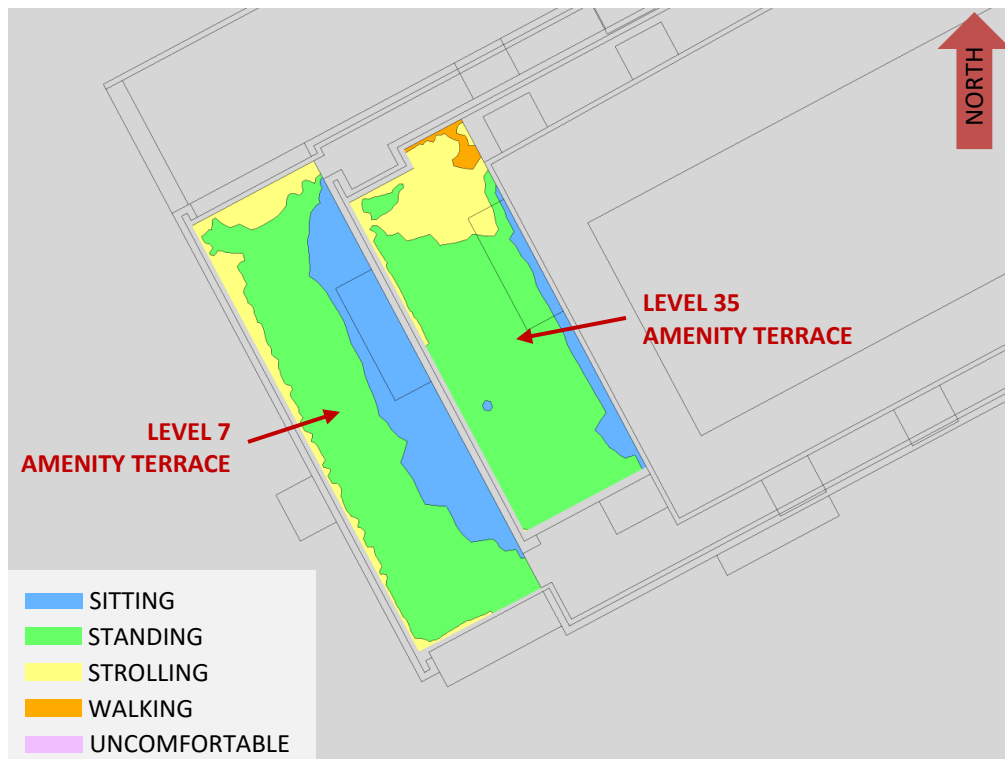 NORTH
LEVEL 35
AMENITY TERRACE
LEVEL 7
AMENITY TERRACE
SITTING
STANDING
STROLLING
WALKING
UNCOMFORTABLE